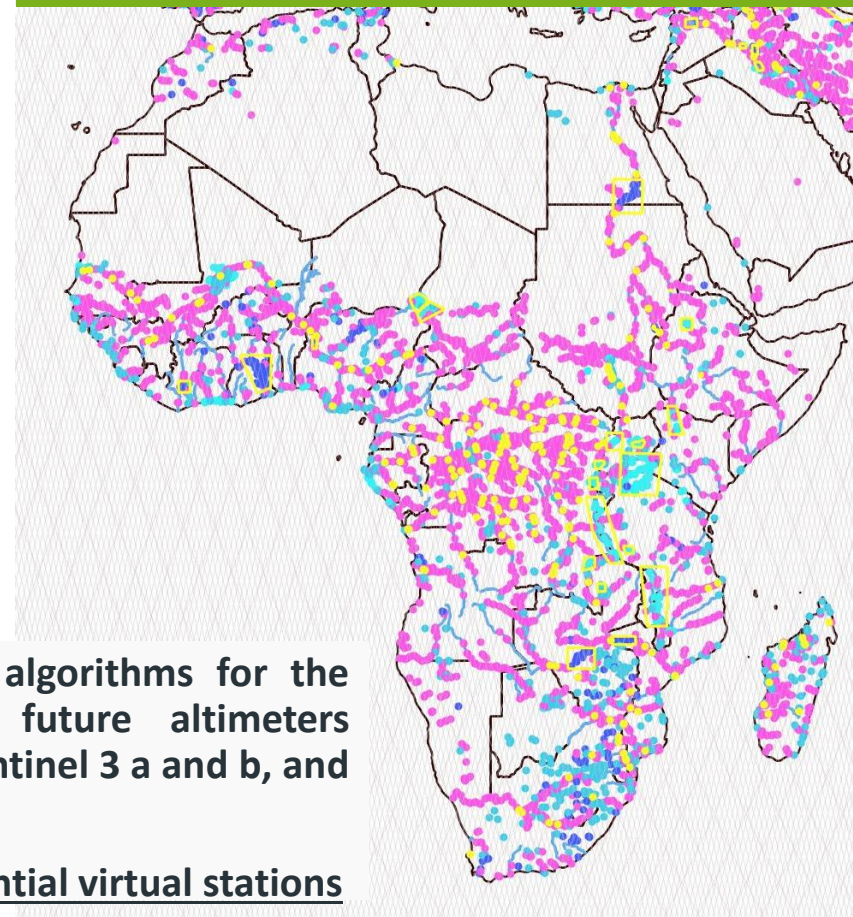 algorithms for the
future altimeters
ntinel 3 a and b, and
ntial virtual stations